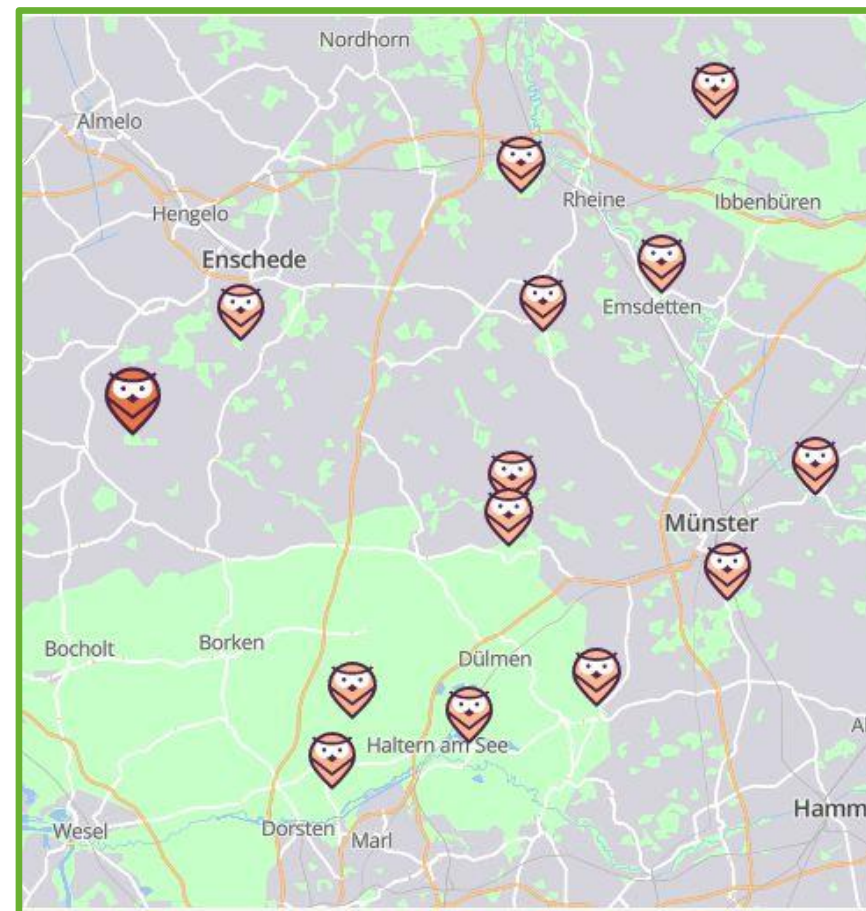 Nordhorn
Almelo
Rheine
Ibbenbüren
Hengelo
Enschede
Emsdetten
Münster
Bocholt
Borken
Dülmen
Haltern am See
Wesel
Dorsten
Marl
Hamm